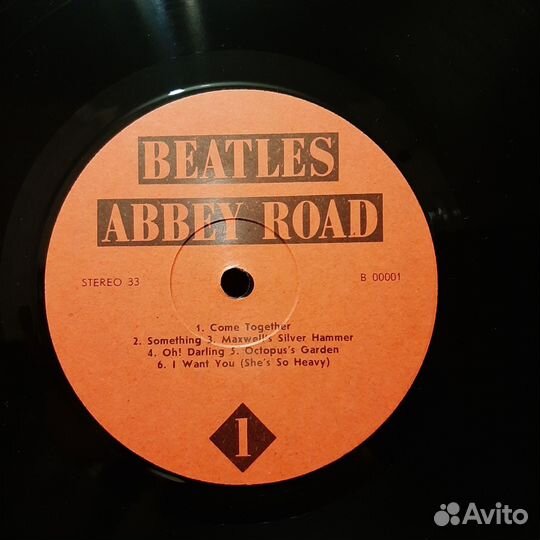 BEATLES
ABBEY ROAD
STEREO 33 B 00001
1. Come Together
2. Something 3. Maxwell's Silver Hammer
4. Oh! Darling 5. Octopus's Garden
6. I Want You (She's So Heavy)
1
Avito